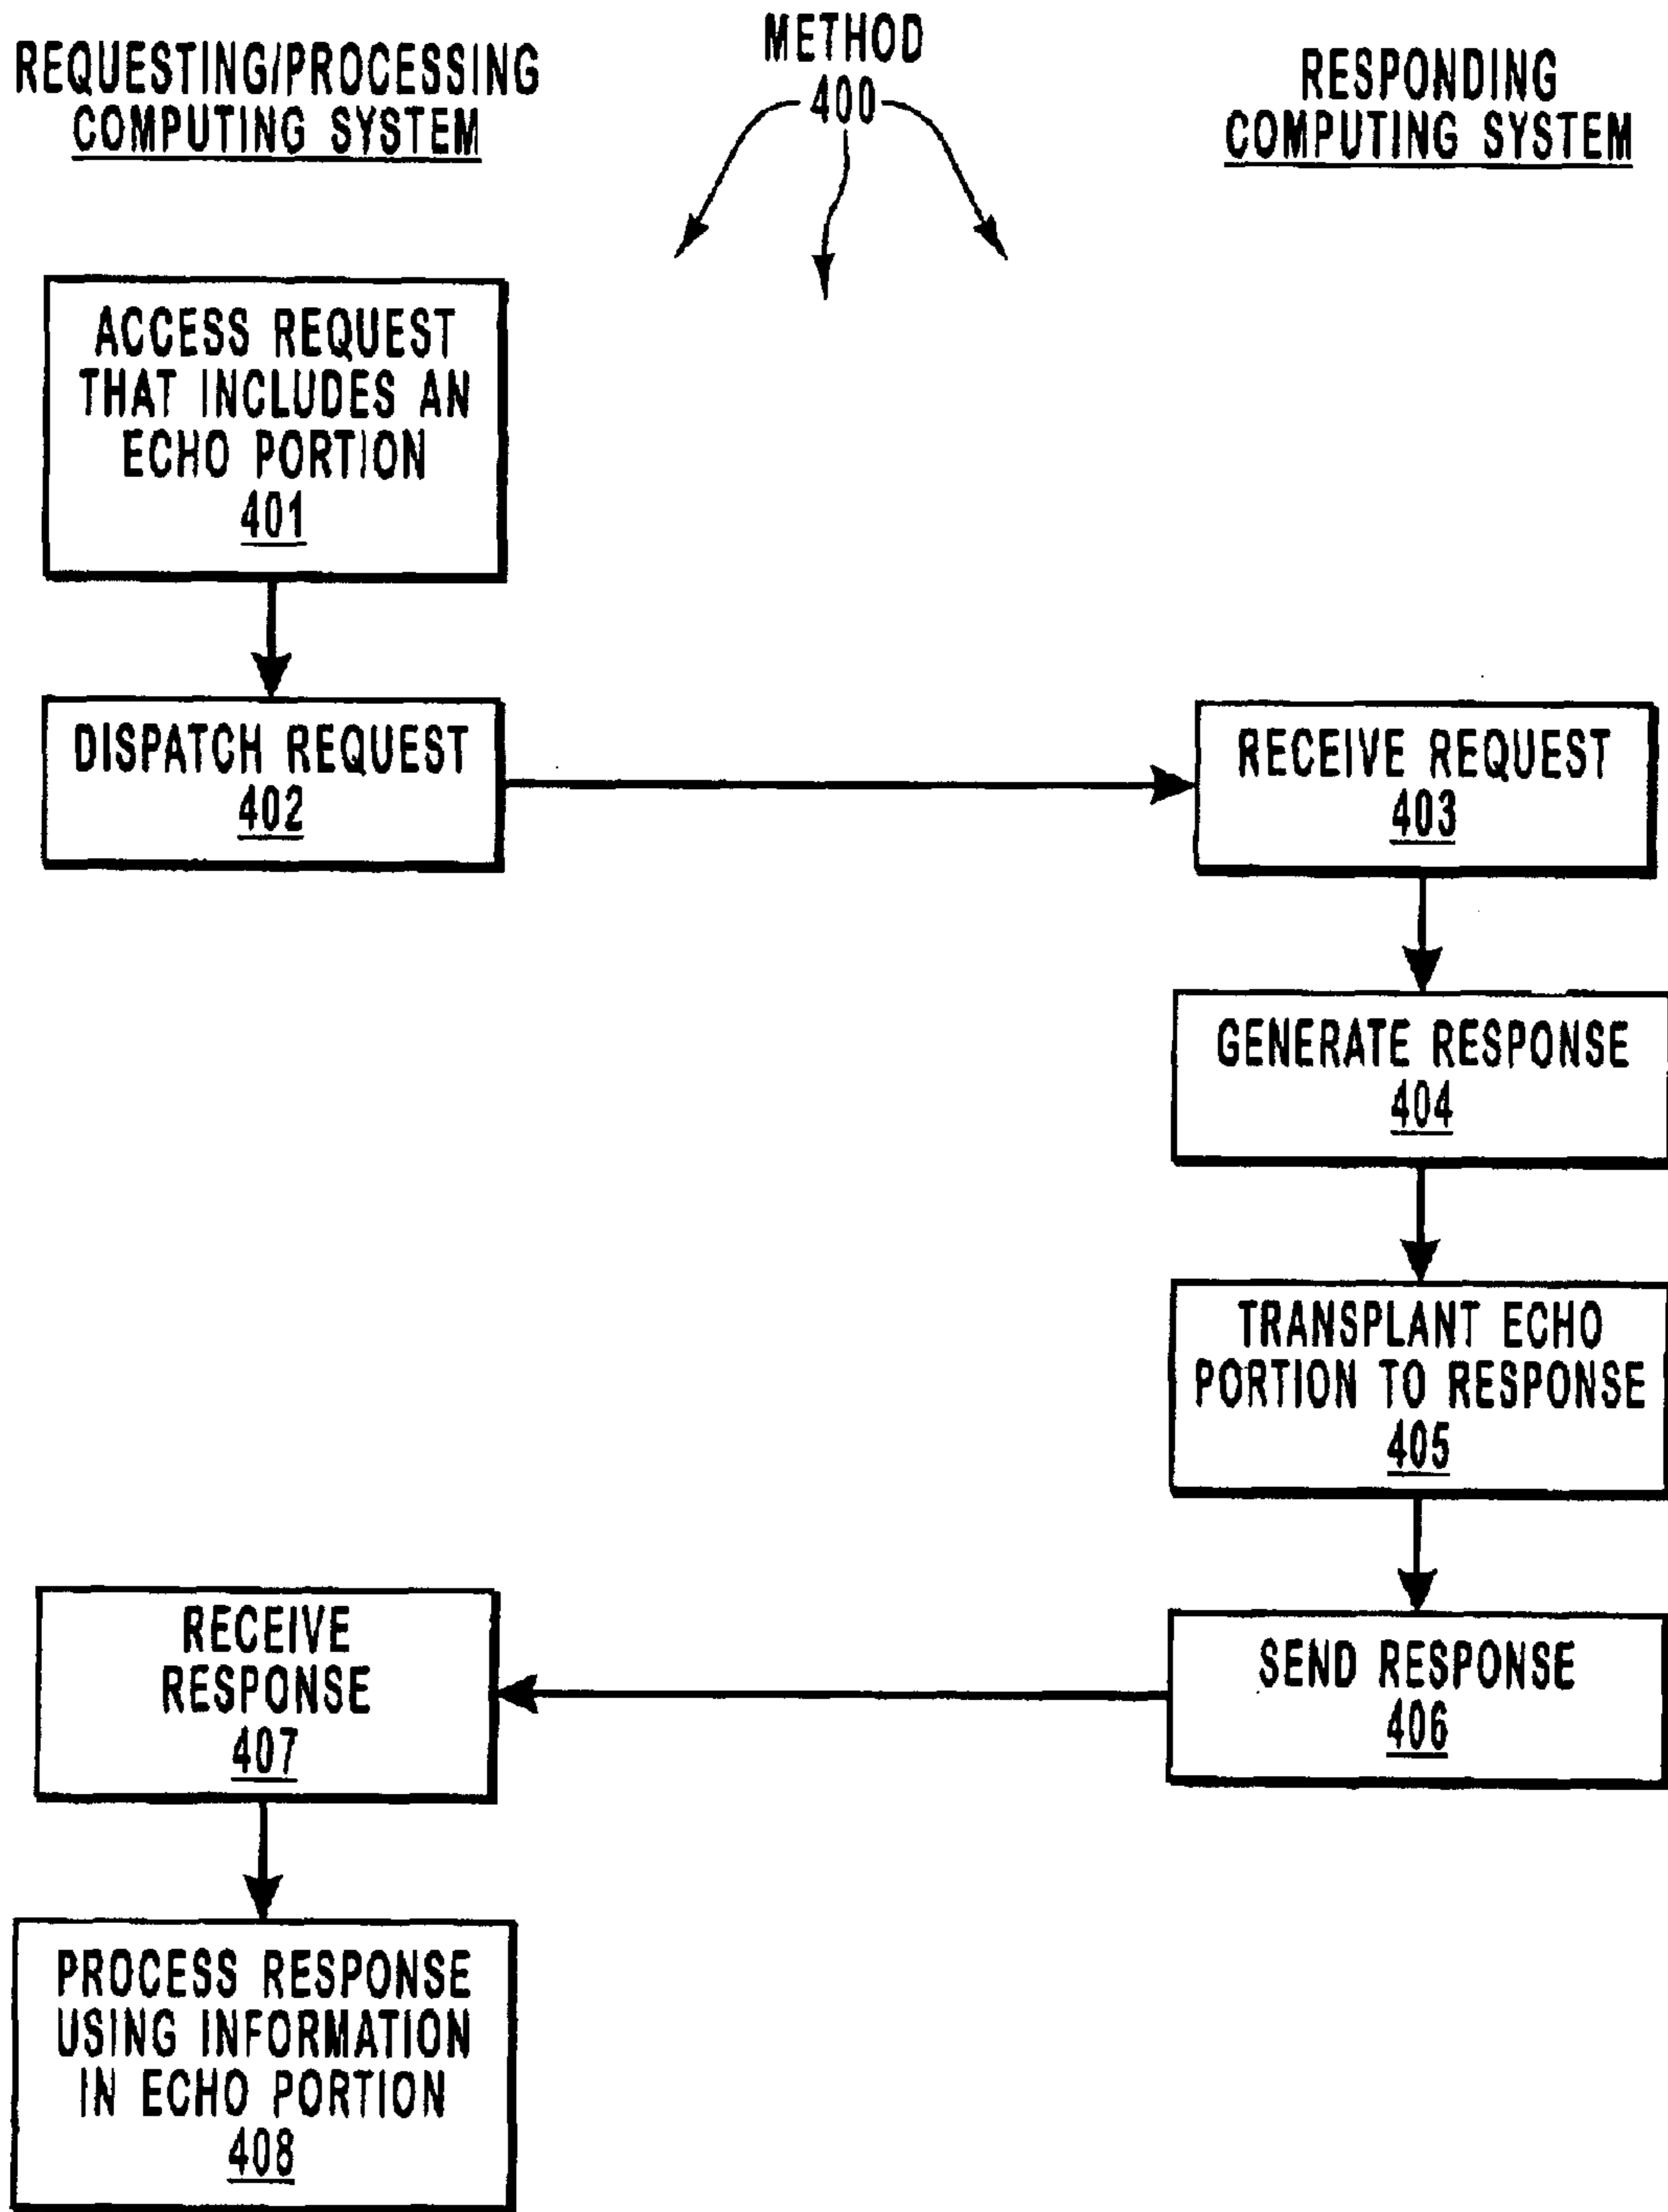 REQUESTING/PROCESSING
COMPUTING SYSTEM
METHOD
400
RESPONDING
COMPUTING SYSTEM
ACCESS REQUEST
THAT INCLUDES AN
ECHO PORTION
401
DISPATCH REQUEST
402
RECEIVE REQUEST
403
GENERATE RESPONSE
404
TRANSPLANT ECHO
PORTION TO RESPONSE
405
SEND RESPONSE
406
RECEIVE
RESPONSE
407
PROCESS RESPONSE
USING INFORMATION
IN ECHO PORTION
408